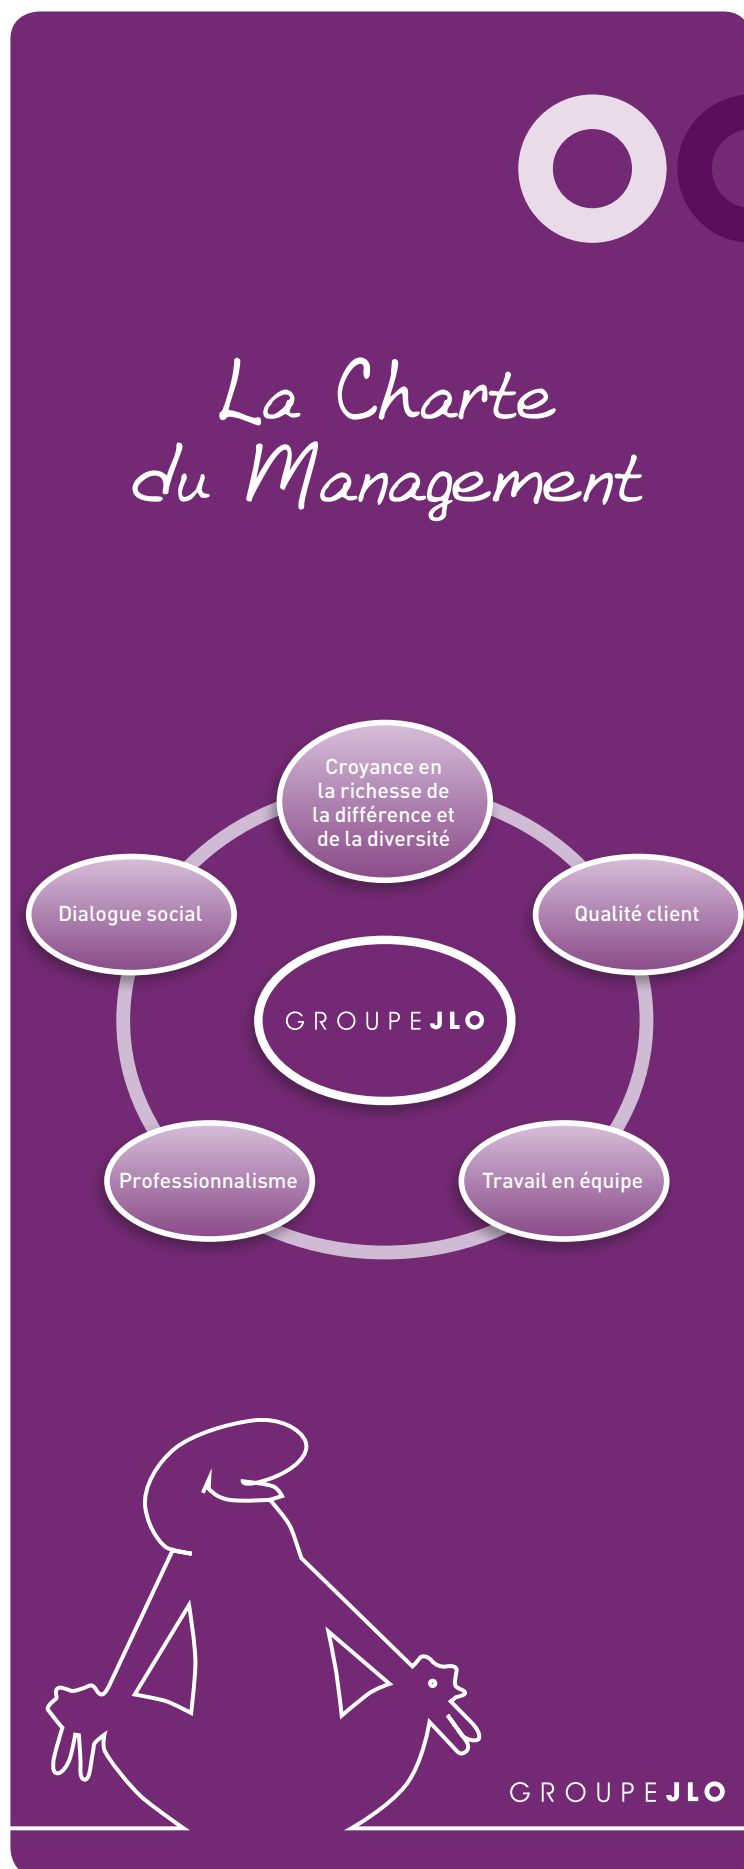 La Charte
du Management
Croyance en
la richesse de
la différence et
de la diversité
Dialogue social
Qualité client
GROUPEJLO
Professionnalisme
Travail en équipe
GROUPEJLO